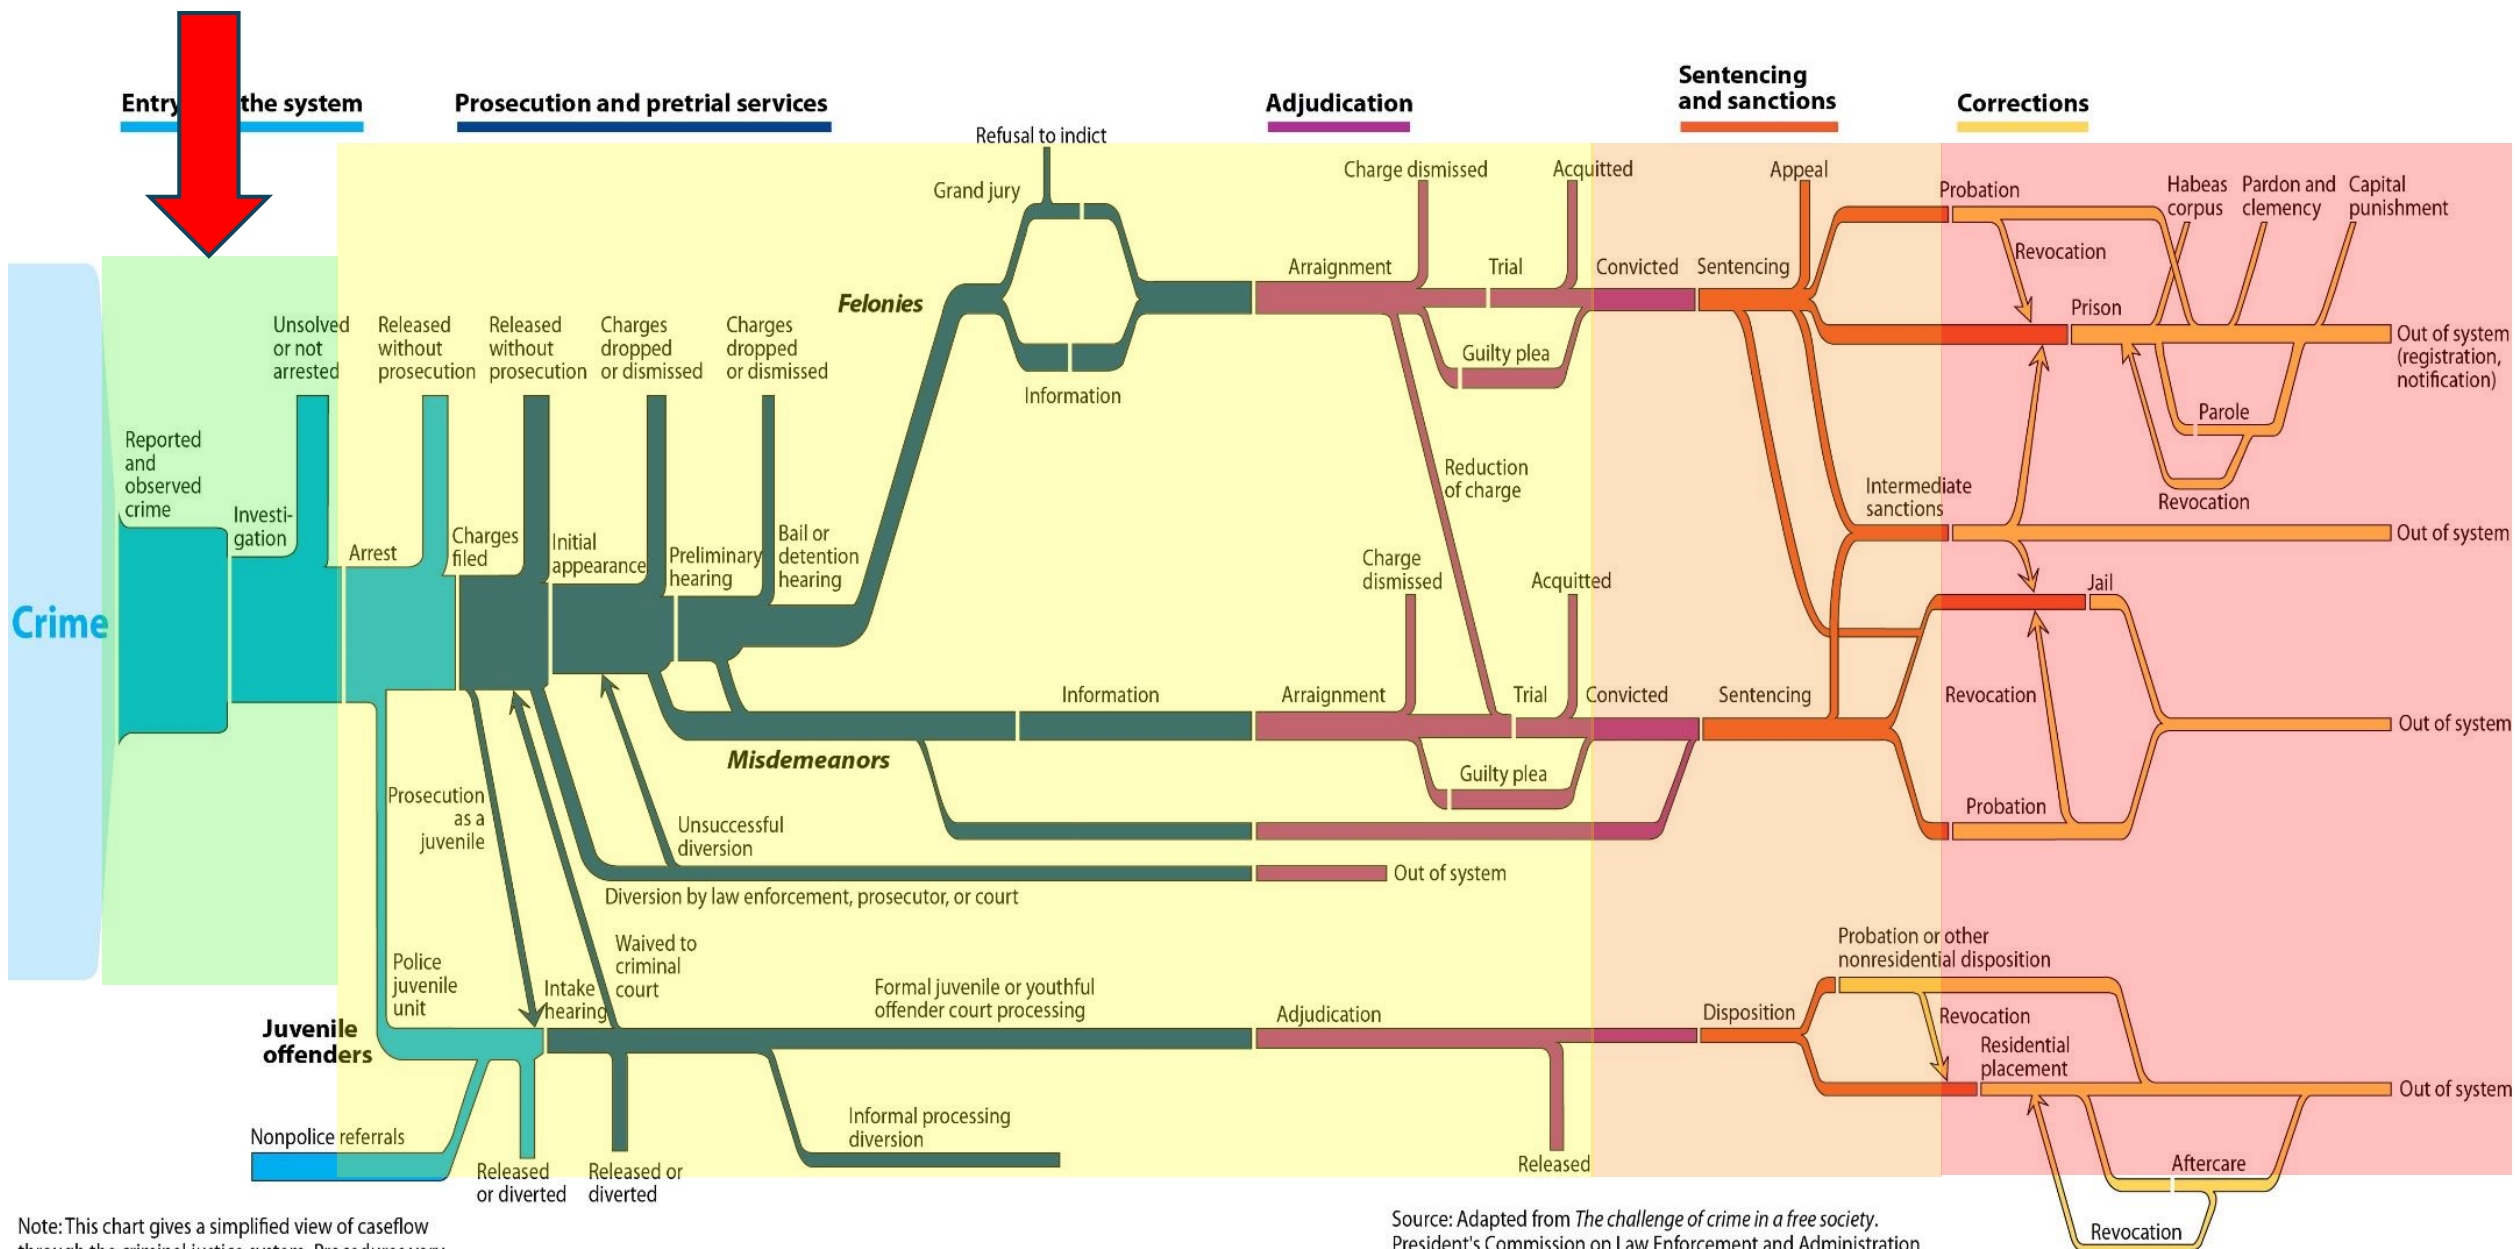 Entry the system
Prosecution and pretrial services
Adjudication
Sentencing
and sanctions
Corrections
Refusal to indict
Grand jury
Charge dismissed
Acquitted
Appeal
Probation
Habeas
corpus
Pardon and
clemency
Capital
punishment
Revocation
Arraignment
Trial
Convicted
Sentencing
Felonies
Prison
Unsolved
or not
arrested
Released
without
prosecution
Released
without
prosecution
Charges
dropped
or dismissed
Charges
dropped
or dismissed
Out of system
(registration,
notification)
Guilty plea
Information
Parole
Reported
and
observed
crime
Reduction
of charge
Intermediate
sanctions
Revocation
Investi-
gation
Arrest
Charges
filed
Initial
appearance
Preliminary
hearing
Bail or
detention
hearing
Out of system
Charge
dismissed
Acquitted
Jail
Crime
Information
Arraignment
Trial
Convicted
Sentencing
Revocation
Out of system
Misdemeanors
Guilty plea
Prosecution
as a
juvenile
Unsuccessful
diversion
Probation
Out of system
Diversion by law enforcement, prosecutor, or court
Police
juvenile
unit
Waived to
criminal
court
Intake
hearing
Formal juvenile or youthful
offender court processing
Adjudication
Disposition
Probation or other
nonresidential disposition
Revocation
Residential
placement
Juvenile
offenders
Out of system
Nonpolice referrals
Released
or diverted
Released or
diverted
Informal processing
diversion
Released
Aftercare
Revocation
Note: This chart gives a simplified view of caseflow
through the criminal justice system. Procedures vary
Source: Adapted from The challenge of crime in a free society.
President's Commission on Law Enforcement and Administration